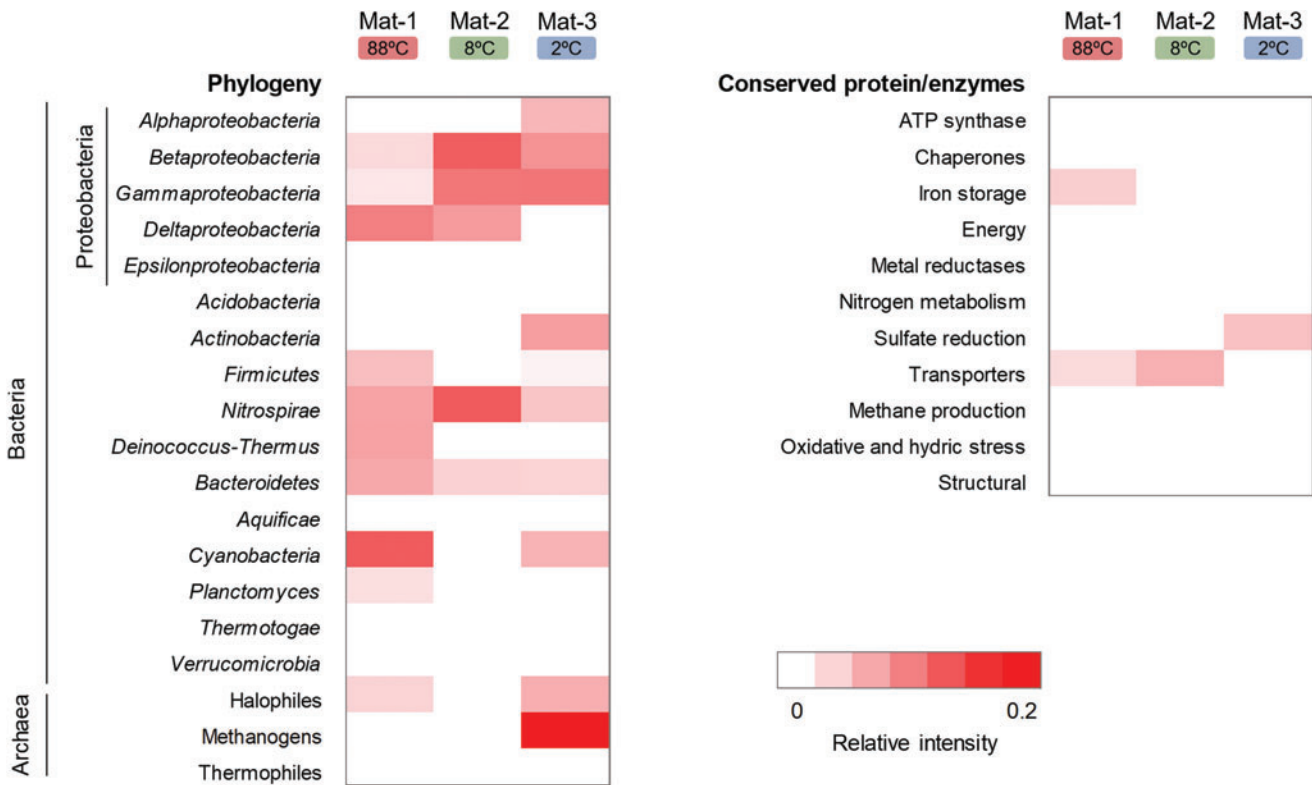 Mat-1 Mat-2 Mat-3
88ºC 8ºC 2ºC
Phylogeny
Bacteria
Proteobacteria
Alphaproteobacteria
Betaproteobacteria
Gammaproteobacteria
Deltaproteobacteria
Epsilonproteobacteria
Acidobacteria
Actinobacteria
Firmicutes
Nitrospirae
Deinococcus-Thermus
Bacteroidetes
Aquificae
Cyanobacteria
Planctomyces
Thermotogae
Verrucomicrobia
Archaea
Halophiles
Methanogens
Thermophiles
Mat-1 Mat-2 Mat-3
88ºC 8ºC 2ºC
Conserved protein/enzymes
ATP synthase
Chaperones
Iron storage
Energy
Metal reductases
Nitrogen metabolism
Sulfate reduction
Transporters
Methane production
Oxidative and hydric stress
Structural
0 0.2
Relative intensity